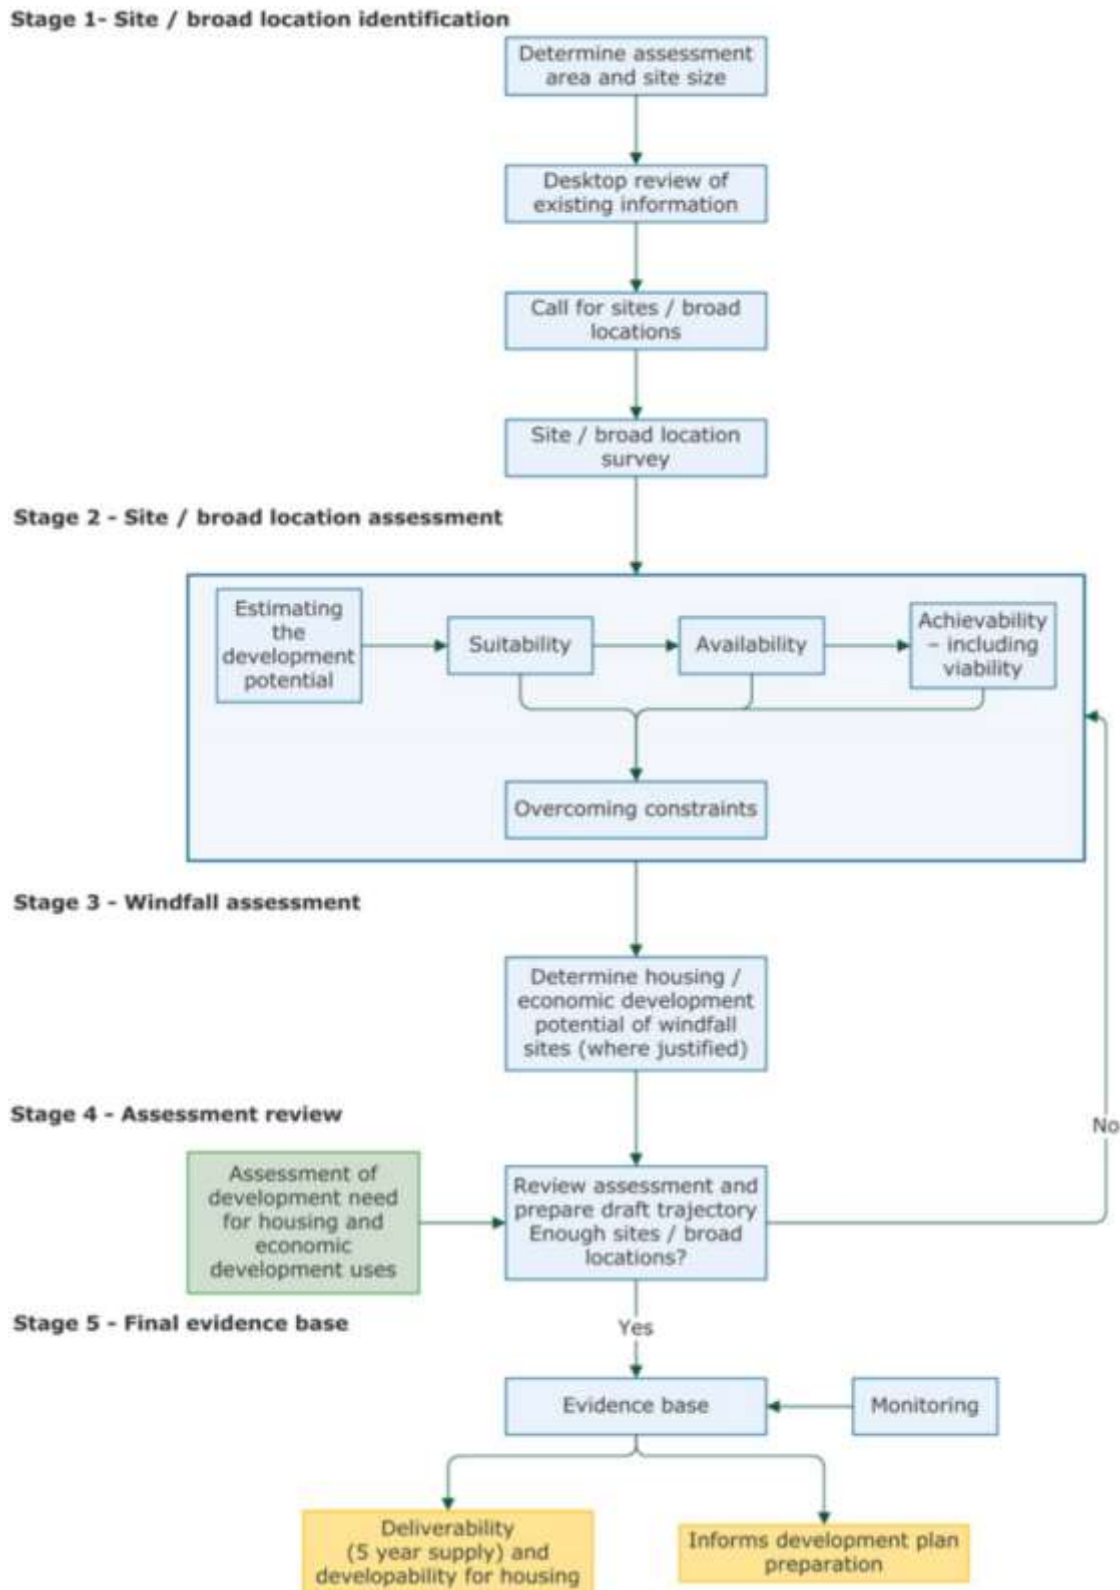 Stage 1- Site / broad location identification
Determine assessment
area and site size
Desktop review of
existing information
Call for sites / broad
locations
Site / broad location
survey
Stage 2 - Site / broad location assessment
Estimating
the
development
potential
Suitability
Availability
Achievability
– including
viability
Overcoming constraints
Stage 3 - Windfall assessment
Determine housing /
economic development
potential of windfall
sites (where justified)
Stage 4 - Assessment review
No
Assessment of
development need
for housing and
economic
development uses
Review assessment and
prepare draft trajectory
Enough sites / broad
locations?
Stage 5 - Final evidence base
Yes
Evidence base
Monitoring
Deliverability
(5 year supply) and
developability for housing
Informs development plan
preparation